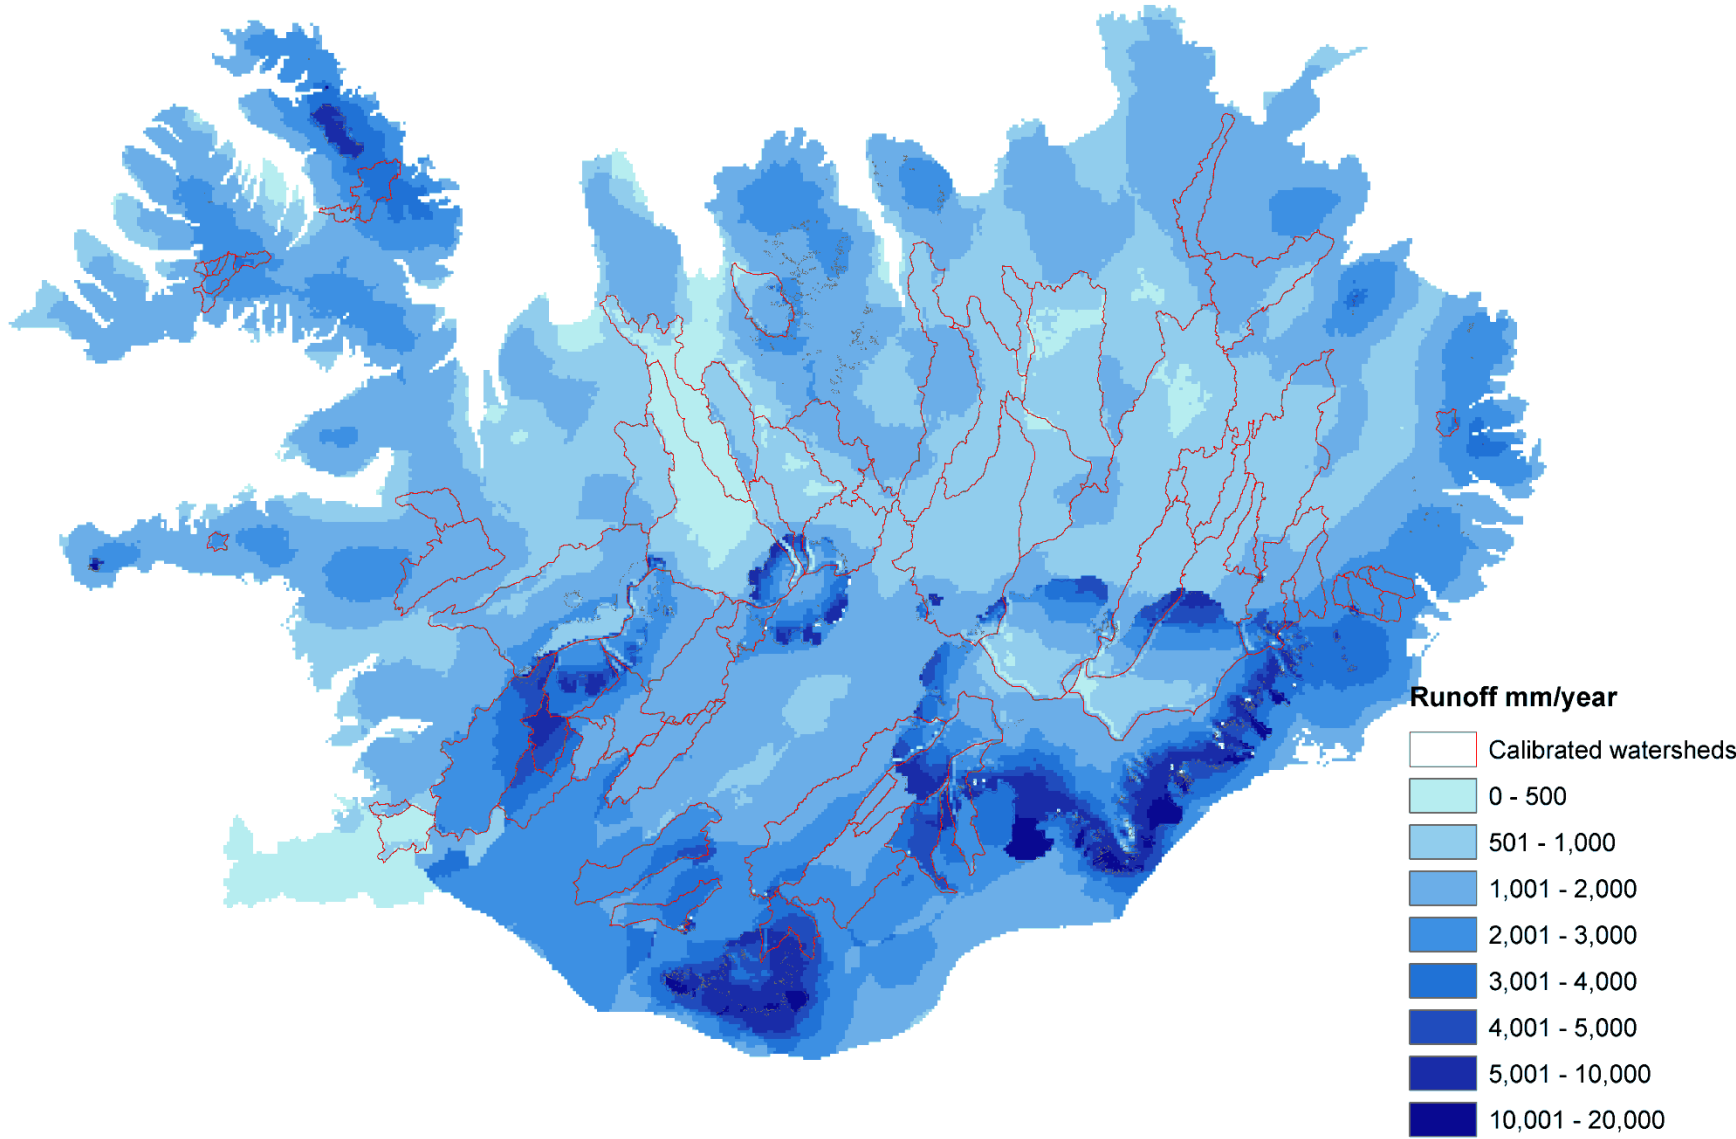 Runoff mm/year
Calibrated watersheds
0 - 500
501 - 1,000
1,001 - 2,000
2,001 - 3,000
3,001 - 4,000
4,001 - 5,000
5,001 - 10,000
10,001 - 20,000